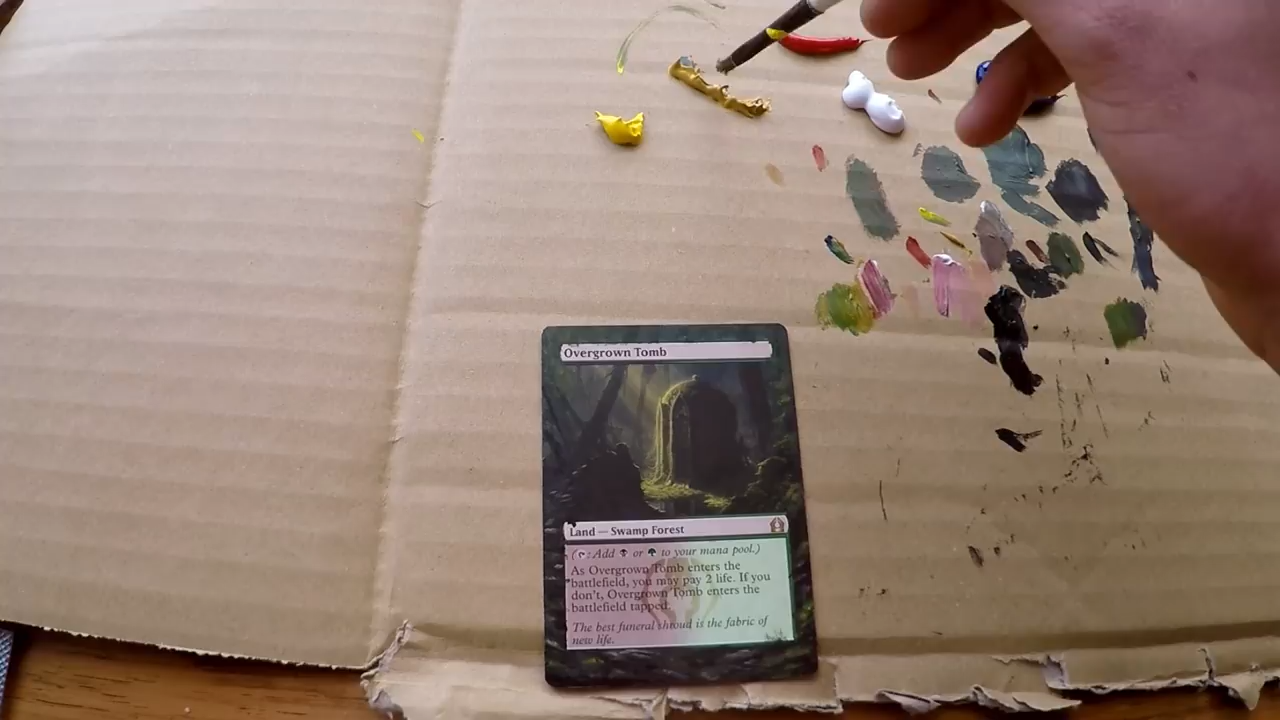 Overgrown Tomb
Land — Swamp Forest
( : Add or to your mana pool.)
As Overgrown Tomb enters the
battlefield, you may pay 2 life. If you
don't, Overgrown Tomb enters the
battlefield tapped.
The best funeral shroud is the fabric of
new life.